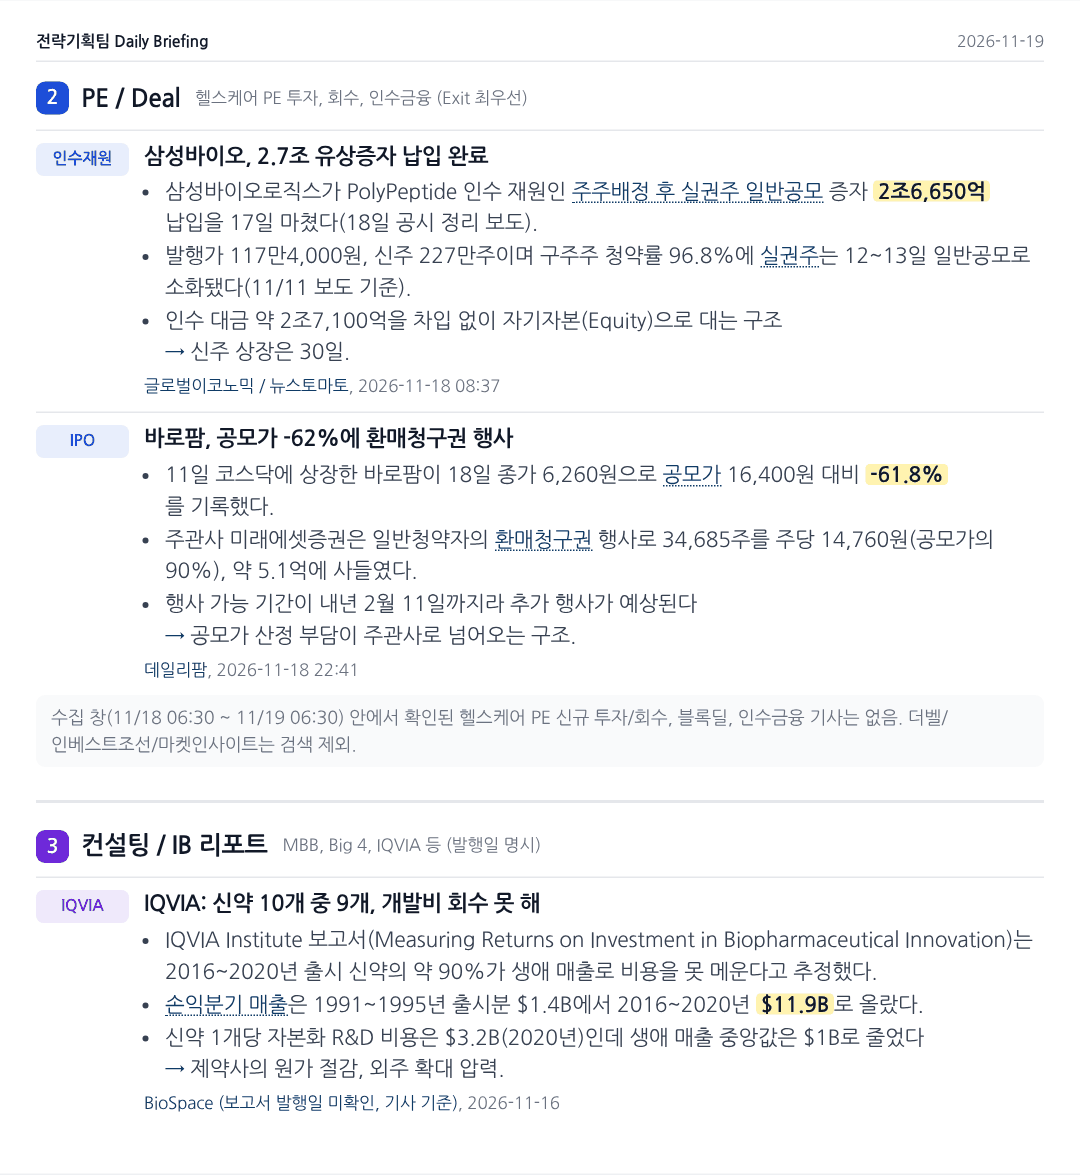 전략기획팀 Daily Briefing
2026-11-19
2 PE / Deal 헬스케어 PE 투자, 회수, 인수금융 (Exit 최우선)
인수재원
삼성바이오, 2.7조 유상증자 납입 완료
• 삼성바이오로직스가 PolyPeptide 인수 재원인 주주배정 후 실권주 일반공모 증자 2조6,650억
납입을 17일 마쳤다(18일 공시 정리 보도).
• 발행가 117만4,000원, 신주 227만주이며 구주주 청약률 96.8%에 실권주는 12~13일 일반공모로
소화됐다(11/11 보도 기준).
• 인수 대금 약 2조7,100억을 차입 없이 자기자본(Equity)으로 대는 구조
→ 신주 상장은 30일.
글로벌이코노믹 / 뉴스토마토, 2026-11-18 08:37
IPO
바로팜, 공모가 -62%에 환매청구권 행사
• 11일 코스닥에 상장한 바로팜이 18일 종가 6,260원으로 공모가 16,400원 대비 -61.8%
를 기록했다.
• 주관사 미래에셋증권은 일반청약자의 환매청구권 행사로 34,685주를 주당 14,760원(공모가의
90%), 약 5.1억에 사들였다.
• 행사 가능 기간이 내년 2월 11일까지라 추가 행사가 예상된다
→ 공모가 산정 부담이 주관사로 넘어오는 구조.
데일리팜, 2026-11-18 22:41
수집 창(11/18 06:30 ~ 11/19 06:30) 안에서 확인된 헬스케어 PE 신규 투자/회수, 블록딜, 인수금융 기사는 없음. 더벨/
인베스트조선/마켓인사이트는 검색 제외.
3 컨설팅 / IB 리포트 MBB, Big 4, IQVIA 등 (발행일 명시)
IQVIA
IQVIA: 신약 10개 중 9개, 개발비 회수 못 해
• IQVIA Institute 보고서(Measuring Returns on Investment in Biopharmaceutical Innovation)는
2016~2020년 출시 신약의 약 90%가 생애 매출로 비용을 못 메운다고 추정했다.
• 손익분기 매출은 1991~1995년 출시분 $1.4B에서 2016~2020년 $11.9B로 올랐다.
• 신약 1개당 자본화 R&D 비용은 $3.2B(2020년)인데 생애 매출 중앙값은 $1B로 줄었다
→ 제약사의 원가 절감, 외주 확대 압력.
BioSpace (보고서 발행일 미확인, 기사 기준), 2026-11-16